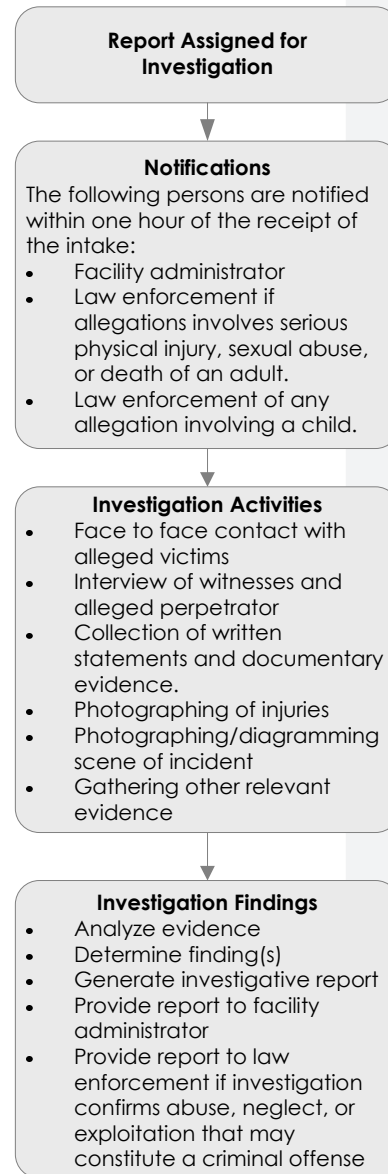 Report Assigned for
Investigation
Notifications
The following persons are notified
within one hour of the receipt of
the intake:
• Facility administrator
• Law enforcement if
allegations involves serious
physical injury, sexual abuse,
or death of an adult.
• Law enforcement of any
allegation involving a child.
Investigation Activities
• Face to face contact with
alleged victims
• Interview of witnesses and
alleged perpetrator
• Collection of written
statements and documentary
evidence.
• Photographing of injuries
• Photographing/diagramming
scene of incident
• Gathering other relevant
evidence
Investigation Findings
• Analyze evidence
• Determine finding(s)
• Generate investigative report
• Provide report to facility
administrator
• Provide report to law
enforcement if investigation
confirms abuse, neglect, or
exploitation that may
constitute a criminal offense